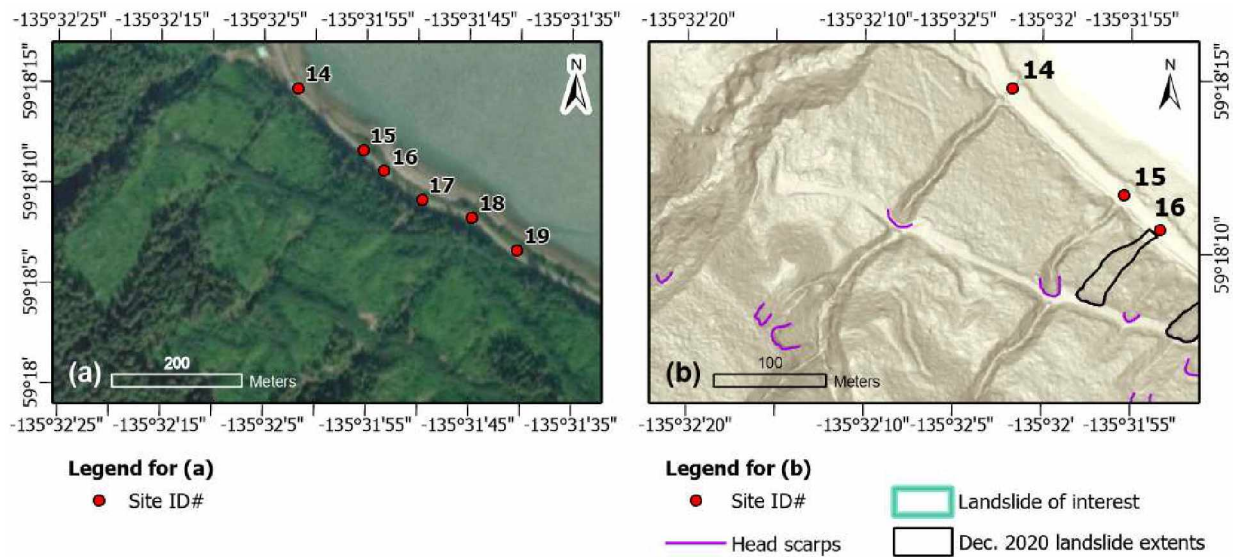 -135°32'25" -135°32'15" -135°32'5" -135°31'55" -135°31'45" -135°31'35"
-135°32'20" -135°32'10" -135°32'5" -135°32' -135°31'55"
59°18'15"
59°18'10"
59°18'5"
59°18'
N
14
15
16
17
18
19
(a)
200
Meters
59°18'15"
59°18'10"
N
14
15
16
(b)
100
Meters
-135°32'25" -135°32'15" -135°32'5" -135°31'55" -135°31'45" -135°31'35"
-135°32'20" -135°32'10" -135°32'5" -135°32' -135°31'55"
Legend for (a)
Site ID#
Legend for (b)
Site ID#
Landslide of interest
Head scarps
Dec. 2020 landslide extents